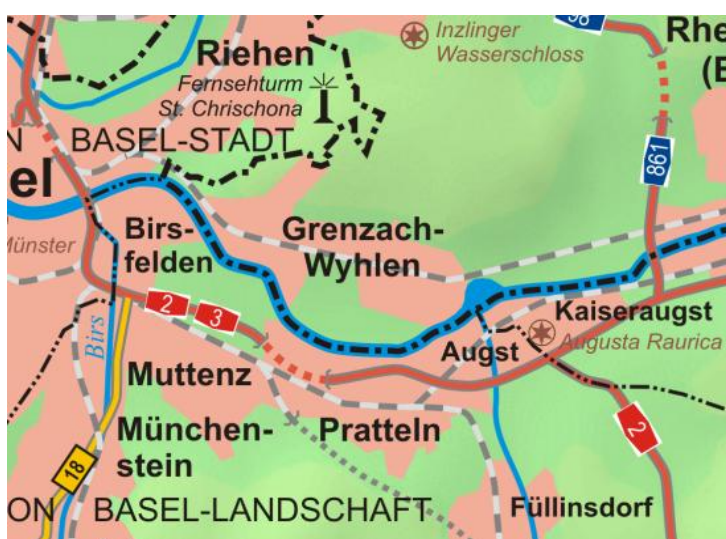 98
Rhe
(B
Inzlinger
Wasserschloss
Riehen
Fernsehturm
St. Chrischona
N
BASEL-STADT
861
el
Münster
Birs-
felden
Grenzach-
Wyhlen
2
3
Kaiseraugst
Augusta Raurica
Augst
Birs
Muttenz
München-
stein
Pratteln
2
18
ON
BASEL-LANDSCHAFT
Füllinsdorf